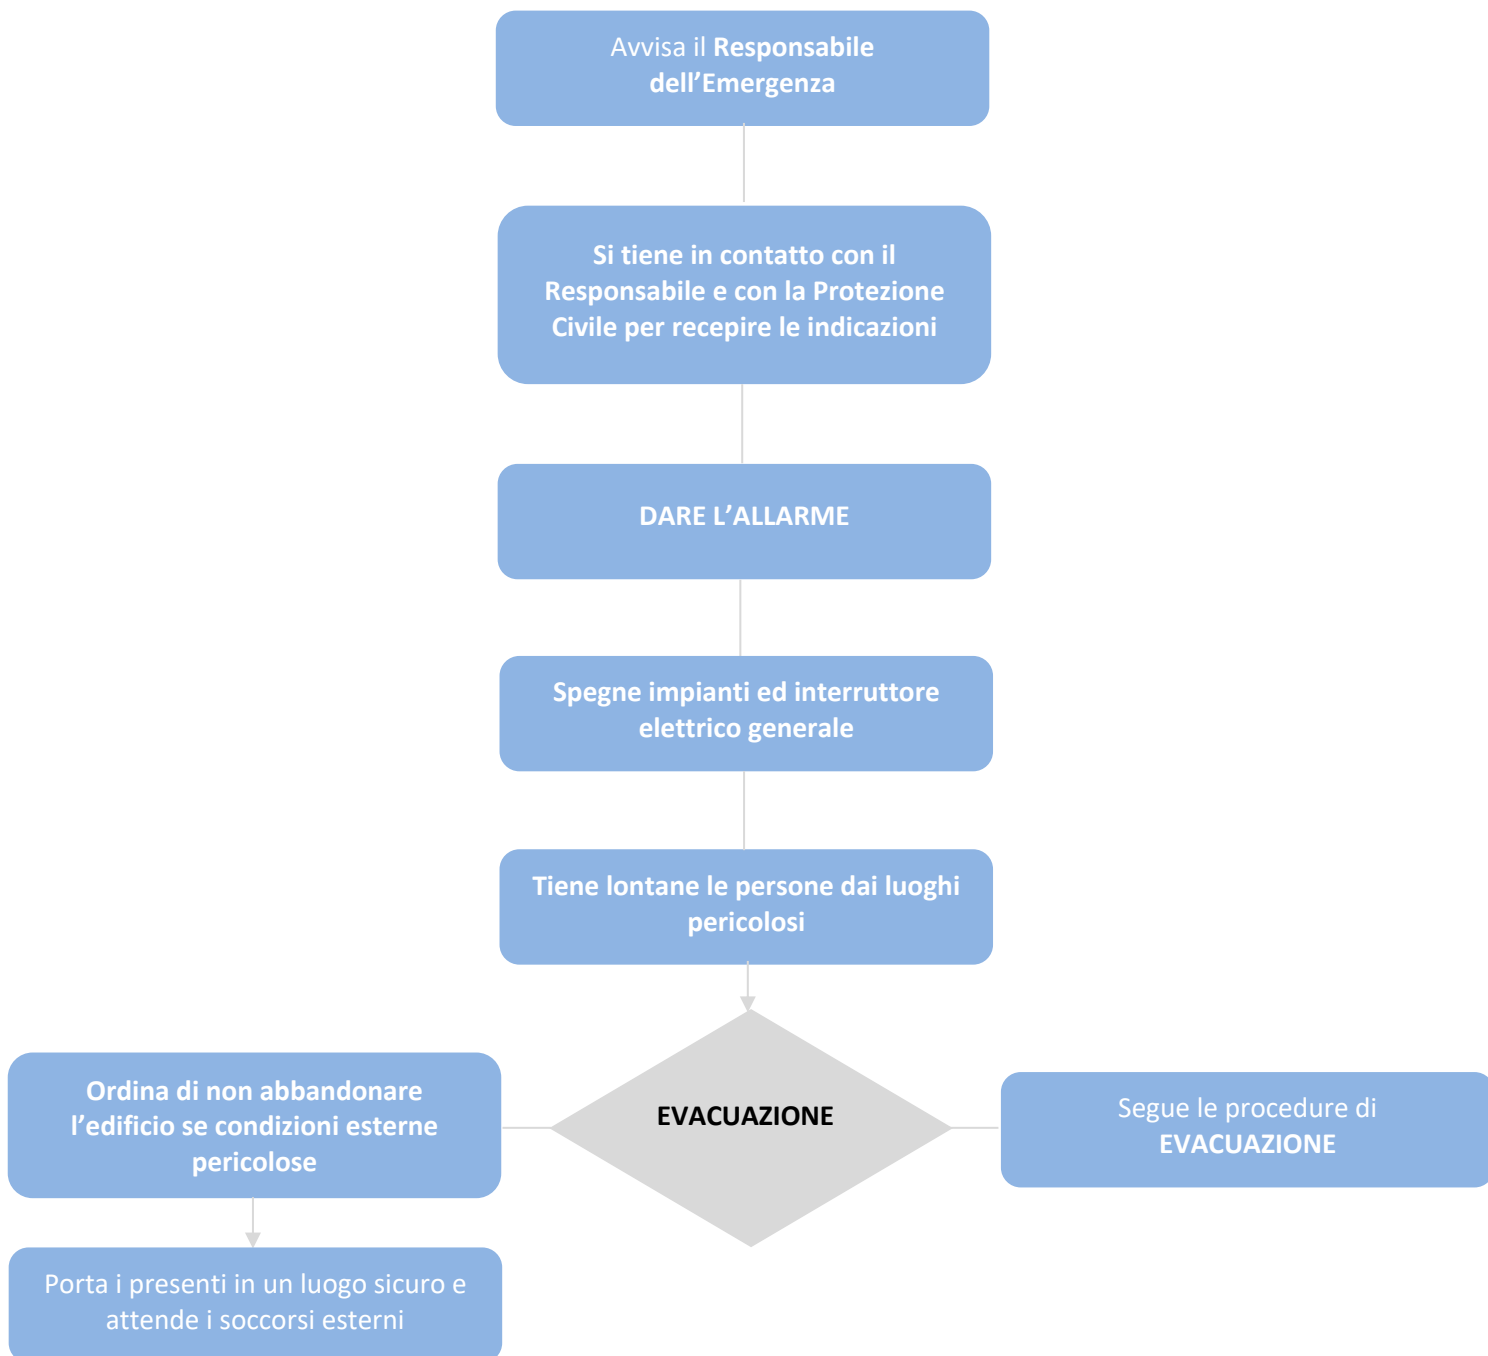 Avvisa il Responsabile
dell’Emergenza
Si tiene in contatto con il
Responsabile e con la Protezione
Civile per recepire le indicazioni
DARE L’ALLARME
Spegne impianti ed interruttore
elettrico generale
Tiene lontane le persone dai luoghi
pericolosi
EVACUAZIONE
Ordina di non abbandonare
l’edificio se condizioni esterne
pericolose
Segue le procedure di
EVACUAZIONE
Porta i presenti in un luogo sicuro e
attende i soccorsi esterni